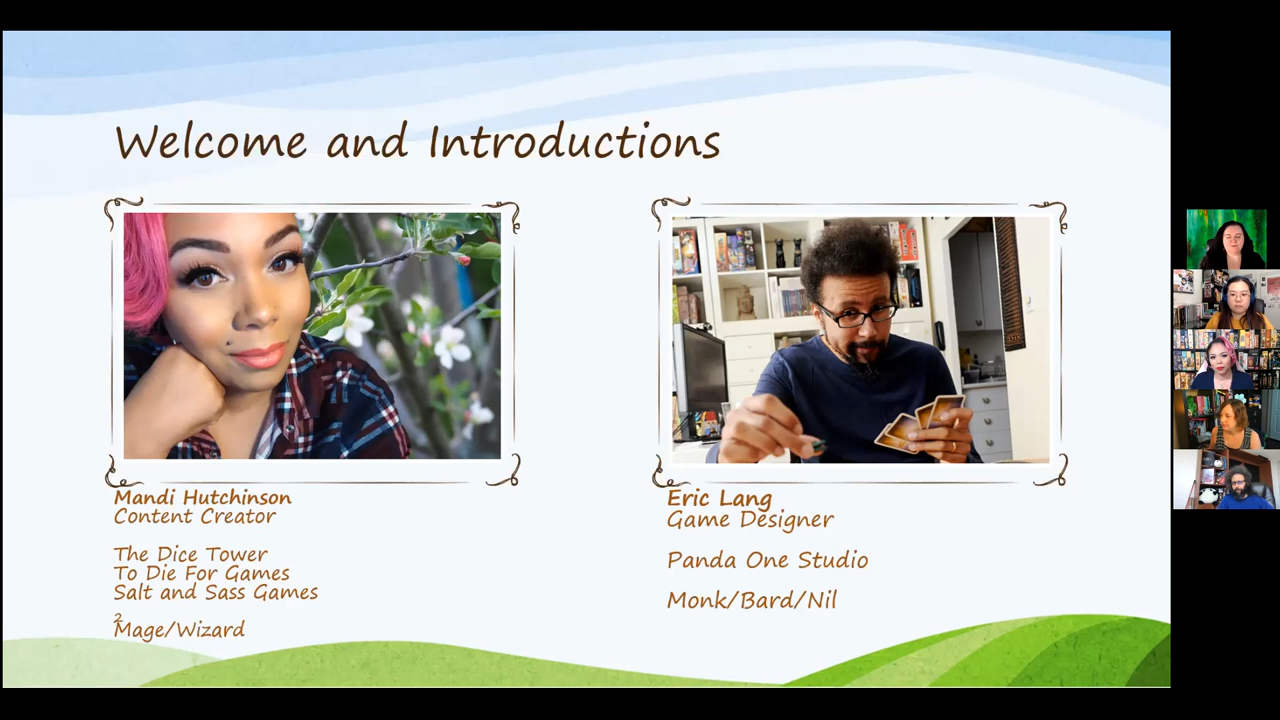 Welcome and Introductions
Mandi Hutchinson
Content Creator
The Dice Tower
To Die For Games
Salt and Sass Games
2
Mage/Wizard
Eric Lang
Game Designer
Panda One Studio
Monk/Bard/Nil